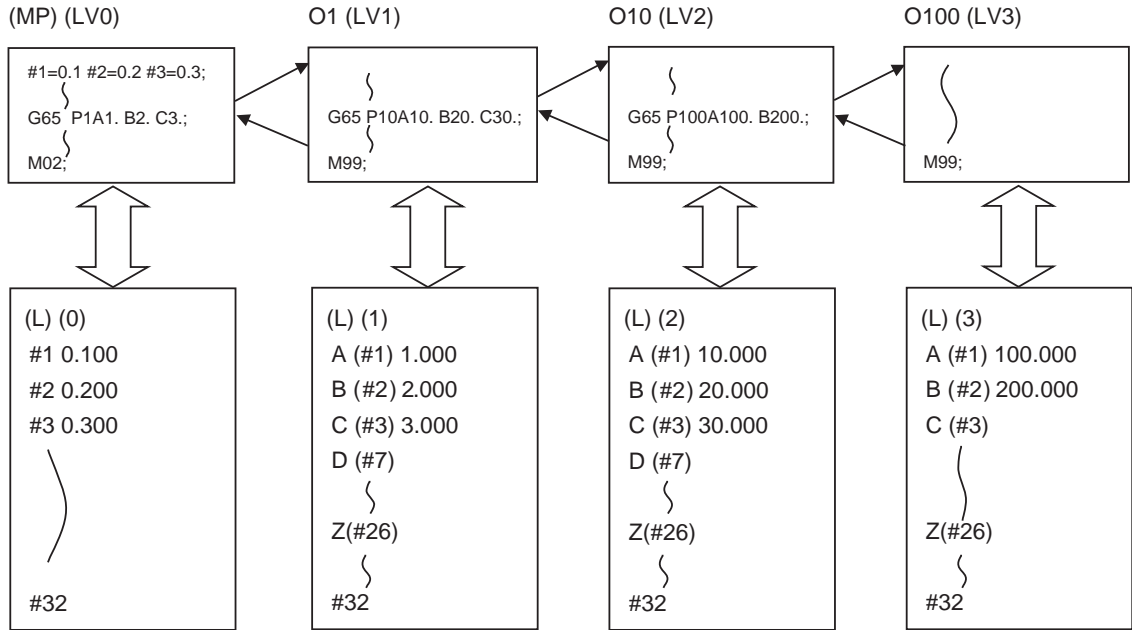 (MP) (LV0)
#1=0.1 #2=0.2 #3=0.3;
G65 P1A1. B2. C3.;
M02;
O1 (LV1)
G65 P10A10. B20. C30.;
M99;
O10 (LV2)
G65 P100A100. B200.;
M99;
O100 (LV3)
M99;
(L) (0)
#1 0.100
#2 0.200
#3 0.300
#32
(L) (1)
A (#1) 1.000
B (#2) 2.000
C (#3) 3.000
D (#7)
Z(#26)
#32
(L) (2)
A (#1) 10.000
B (#2) 20.000
C (#3) 30.000
D (#7)
Z(#26)
#32
(L) (3)
A (#1) 100.000
B (#2) 200.000
C (#3)
Z(#26)
#32